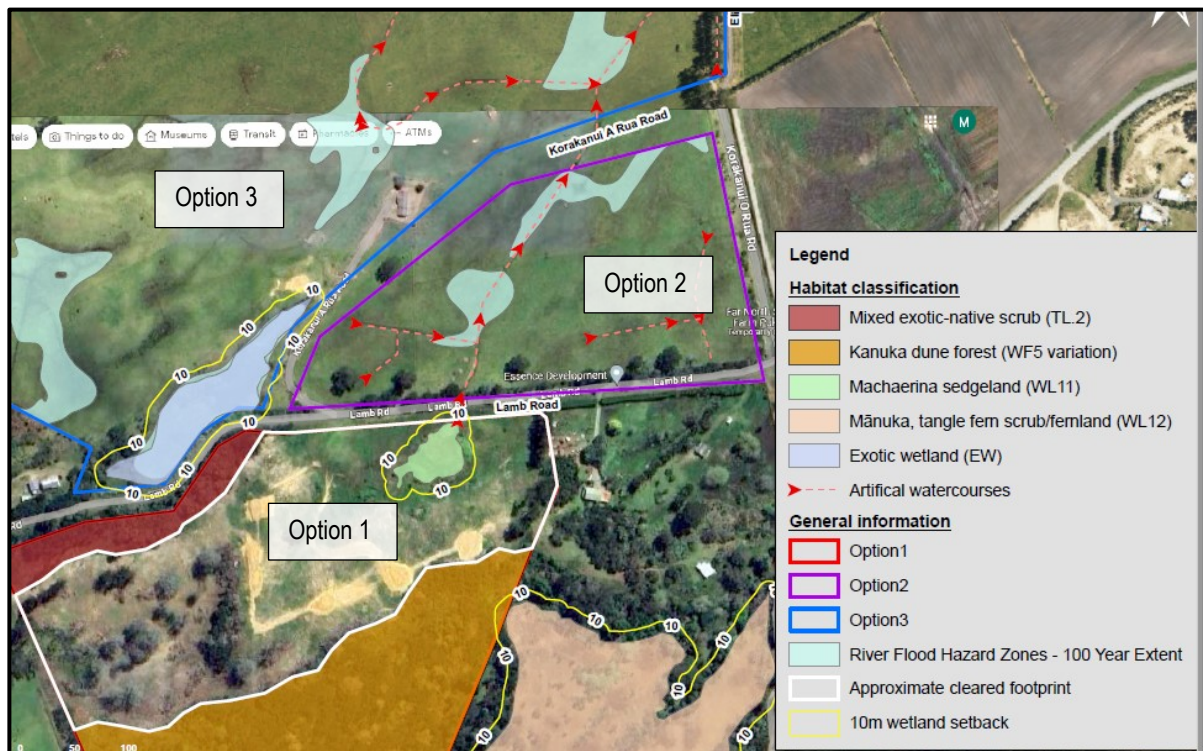 Things to do
Museums
Transit
Pharmacies
ATMs
M
Korakanui A Rua Road
Option 3
Korakanui O Rua Rd
Option 2
10
10
10
10
10
10
10
Essence Development
Lamb Rd
Lamb Rd
Lamb Road
10
10
10
Lamb Rd
Option 1
10
10
10
10
10
0 50 100
Legend
Habitat classification
Mixed exotic-native scrub (TL.2)
Kanuka dune forest (WF5 variation)
Machaerina sedgeland (WL11)
Mānuka, tangle fern scrub/fernland (WL12)
Exotic wetland (EW)
Artifical watercourses
General information
Option1
Option2
Option3
River Flood Hazard Zones - 100 Year Extent
Approximate cleared footprint
10m wetland setback